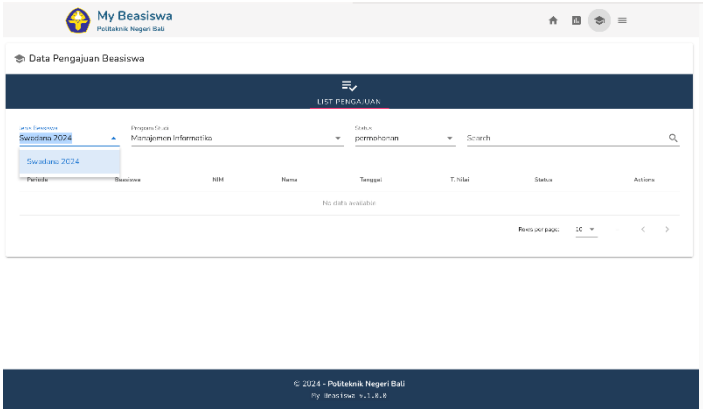 My Beasiswa
Politeknik Negeri Bali
Data Pengajuan Beasiswa
LIST PENGAJUAN
Jenis Beasiswa Program Studi Status
Swadana 2024 Manajemen Informatika permohonan Search
Swadana 2024
Periode Beasiswa NIM Nama Tanggal T. Nilai Status Actions
No data available
Rows per page: 10
© 2024 - Politeknik Negeri Bali
My Beasiswa v.1.0.0